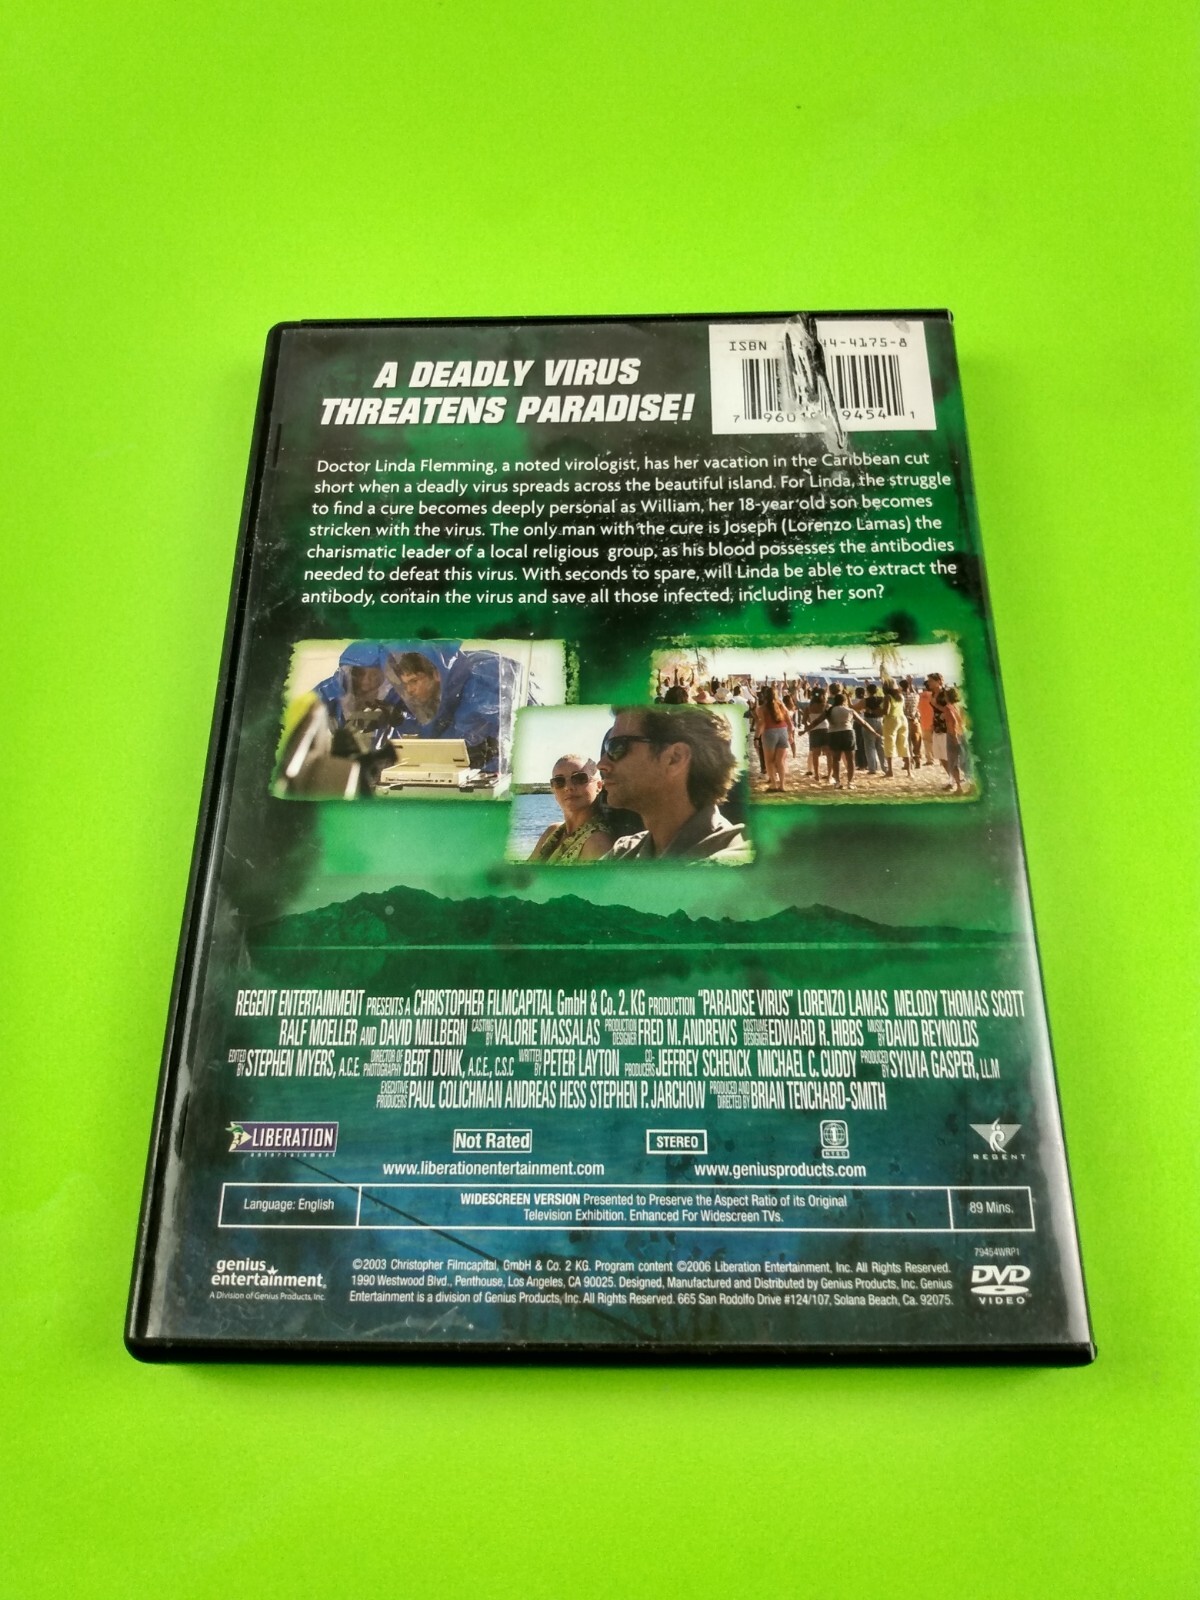 A DEADLY VIRUS
THREATENS PARADISE!
ISBN 44-4175-8
7 9454 1
Doctor Linda Flemming, a noted virologist, has her vacation in the Caribbean cut
short when a deadly virus spreads across the beautiful island. For Linda, the struggle
to find a cure becomes deeply personal as William, her 18-year old son becomes
stricken with the virus. The only man with the cure is Joseph (Lorenzo Lamas) the
charismatic leader of a local religious group, as his blood possesses the antibodies
needed to defeat this virus. With seconds to spare, will Linda be able to extract the
antibody, contain the virus and save all those infected, including her son?
REGENT ENTERTAINMENT PRESENTS A CHRISTOPHER FILMCAPITAL GmbH & Co. 2. KG PRODUCTION "PARADISE VIRUS" LORENZO LAMAS MELODY THOMAS SCOTT
RALF MOELLER AND DAVID MILLBERN CASTING BY VALORIE MASSALAS PRODUCTION DESIGNER FRED M. ANDREWS COSTUME DESIGNER EDWARD R. HIBBS MUSIC BY DAVID REYNOLDS
EDITED BY STEPHEN MYERS, A.C.E. DIRECTOR OF PHOTOGRAPHY BERT DUNK, A.C.E., C.S.C WRITTEN BY PETER LAYTON CO-PRODUCERS JEFFREY SCHENCK MICHAEL C. CUDDY PRODUCED BY SYLVIA GASPER, LL.M
EXECUTIVE PRODUCERS PAUL COLICHMAN ANDREAS HESS STEPHEN P. JARCHOW PRODUCED AND DIRECTED BY BRIAN TENCHARD-SMITH
LIBERATION entertainment Not Rated STEREO NTSC REGENT
www.liberationentertainment.com www.geniusproducts.com
Language: English
WIDESCREEN VERSION Presented to Preserve the Aspect Ratio of its Original
Television Exhibition. Enhanced For Widescreen TVs.
89 Mins.
79454WRP1
genius
entertainment.
A Division of Genius Products, Inc.
©2003 Christopher Filmcapital, GmbH & Co. 2 KG. Program content ©2006 Liberation Entertainment, Inc. All Rights Reserved.
1990 Westwood Blvd., Penthouse, Los Angeles, CA 90025. Designed, Manufactured and Distributed by Genius Products, Inc. Genius
Entertainment is a division of Genius Products, Inc. All Rights Reserved. 665 San Rodolfo Drive #124/107, Solana Beach, Ca. 92075.
DVD
VIDEO